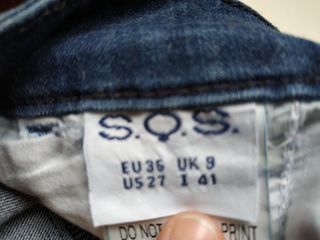 S.O.S.
EU 36 UK 9
US 27 I 41
DO NOT PRINT